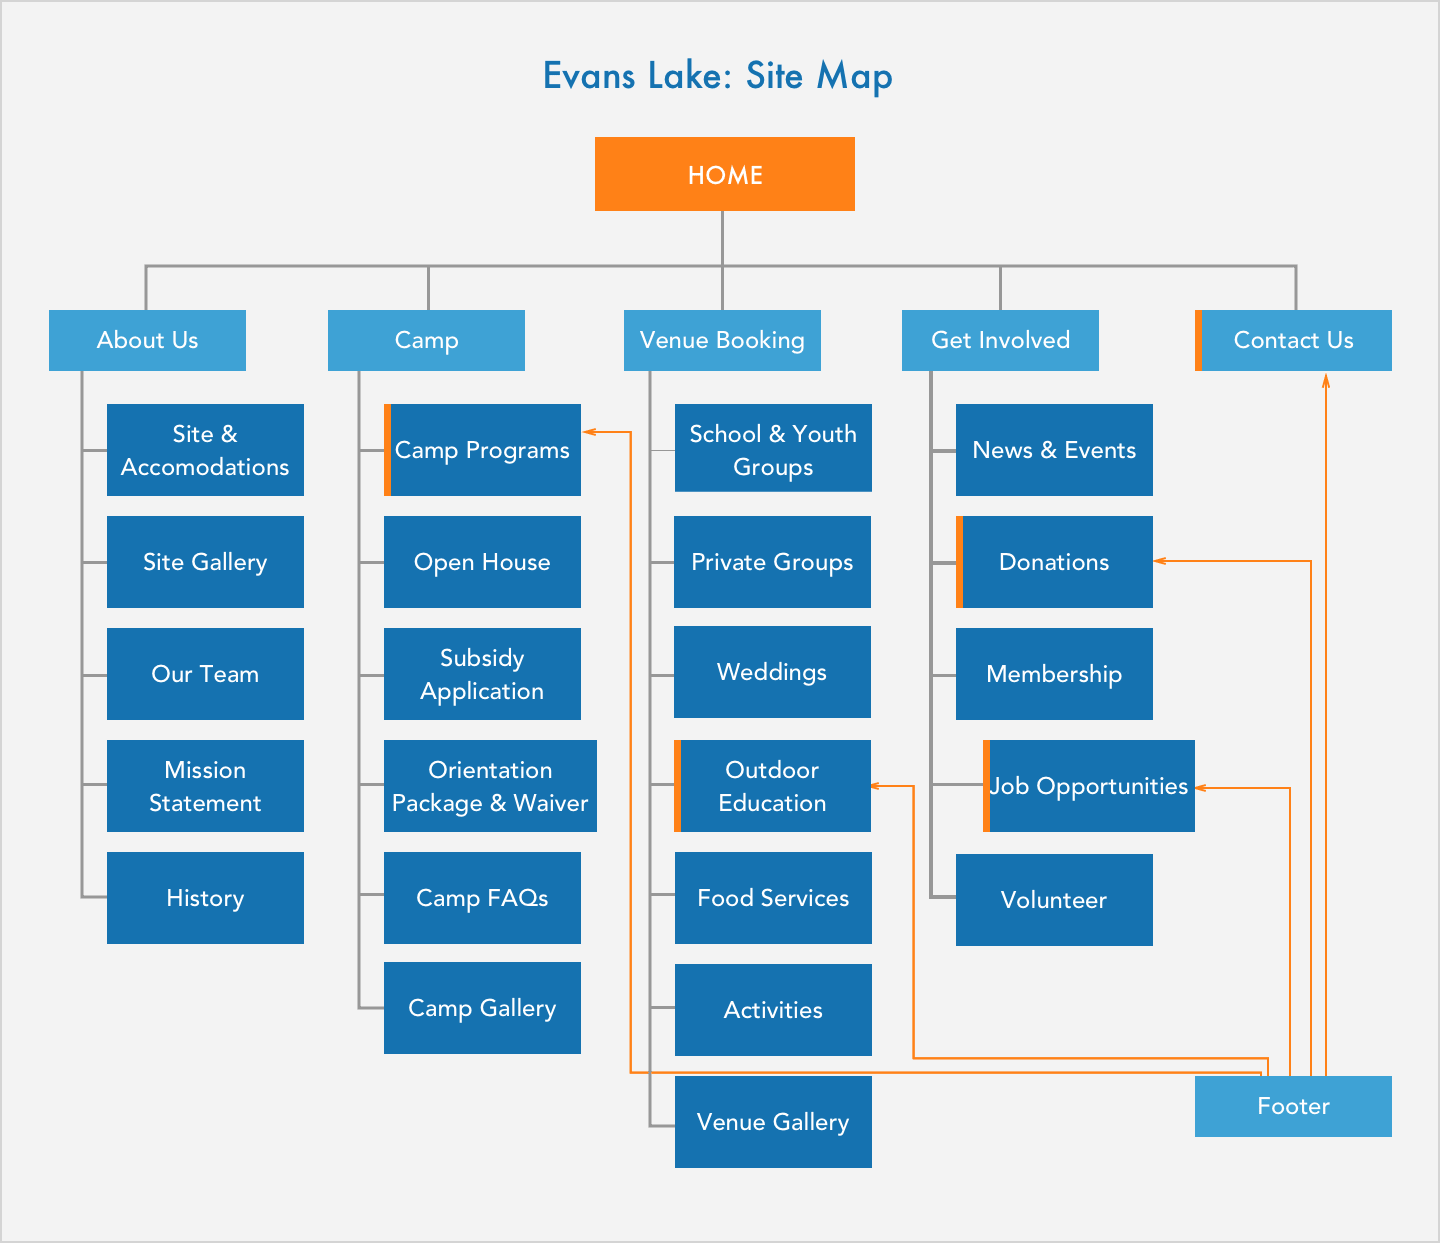 Evans Lake: Site Map
HOME
About Us
Camp
Venue Booking
Get Involved
Contact Us
Site &
Accomodations
Site Gallery
Our Team
Mission
Statement
History
Camp Programs
Open House
Subsidy
Application
Orientation
Package & Waiver
Camp FAQs
Camp Gallery
School & Youth
Groups
Private Groups
Weddings
Outdoor
Education
Food Services
Activities
Venue Gallery
News & Events
Donations
Membership
Job Opportunities
Volunteer
Footer